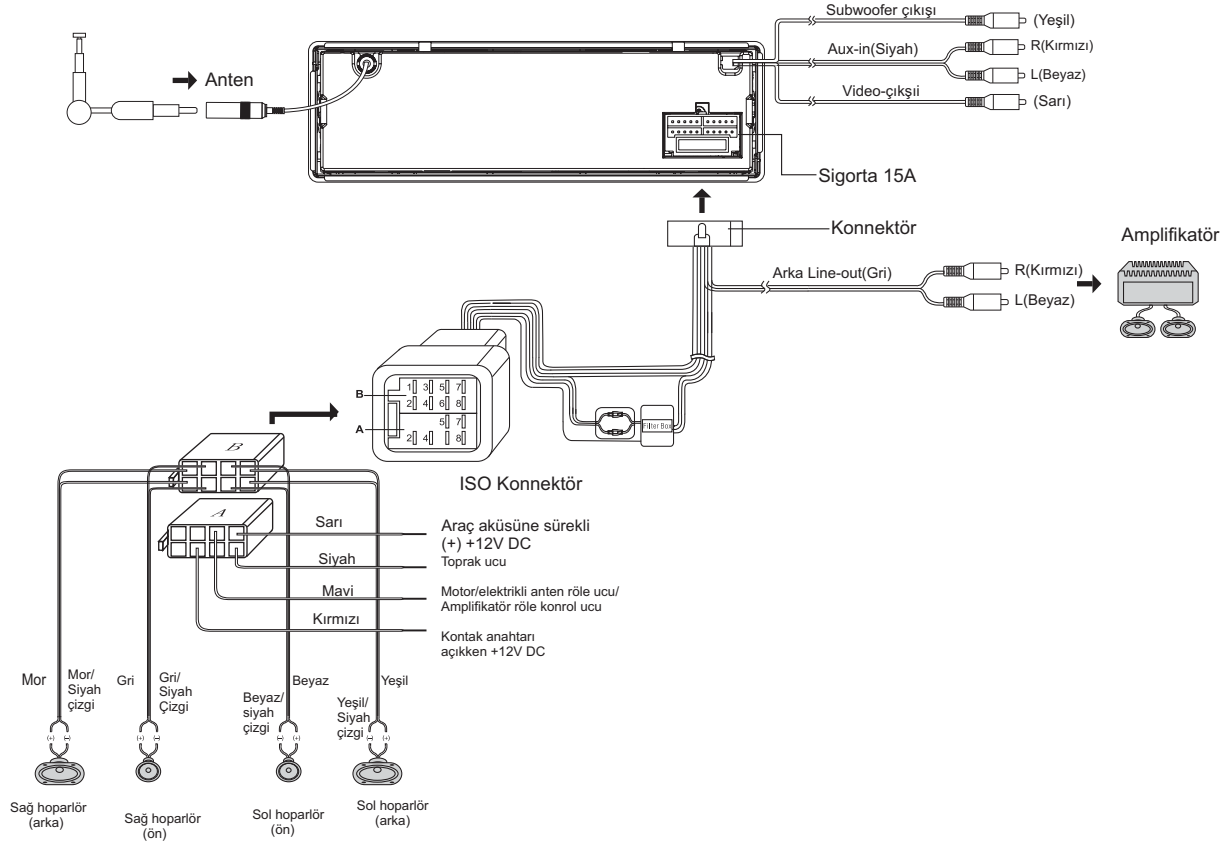 Subwoofer çıkışı
(Yeşil)
Aux-in(Siyah)
R(Kırmızı)
L(Beyaz)
Video-çıkşıi
(Sarı)
Anten
Sigorta 15A
Konnektör
Amplifikatör
Arka Line-out(Gri)
R(Kırmızı)
L(Beyaz)
B
1 3 5 7
2 4 6 8
A
5 7
2 4 8
Filter Box
ISO Konnektör
B
A
Sarı
Araç aküsüne sürekli
(+) +12V DC
Siyah
Toprak ucu
Mavi
Motor/elektrikli anten röle ucu/
Amplifikatör röle konrol ucu
Kırmızı
Kontak anahtarı
açıkken +12V DC
Mor
Mor/
Siyah
çizgi
Gri
Gri/
Siyah
Çizgi
Beyaz/
siyah
çizgi
Beyaz
Yeşil/
Siyah
çizgi
Yeşil
(+) (-)
(+) (-)
(-) (+)
(-) (+)
Sağ hoparlör
(arka)
Sağ hoparlör
(ön)
Sol hoparlör
(ön)
Sol hoparlör
(arka)